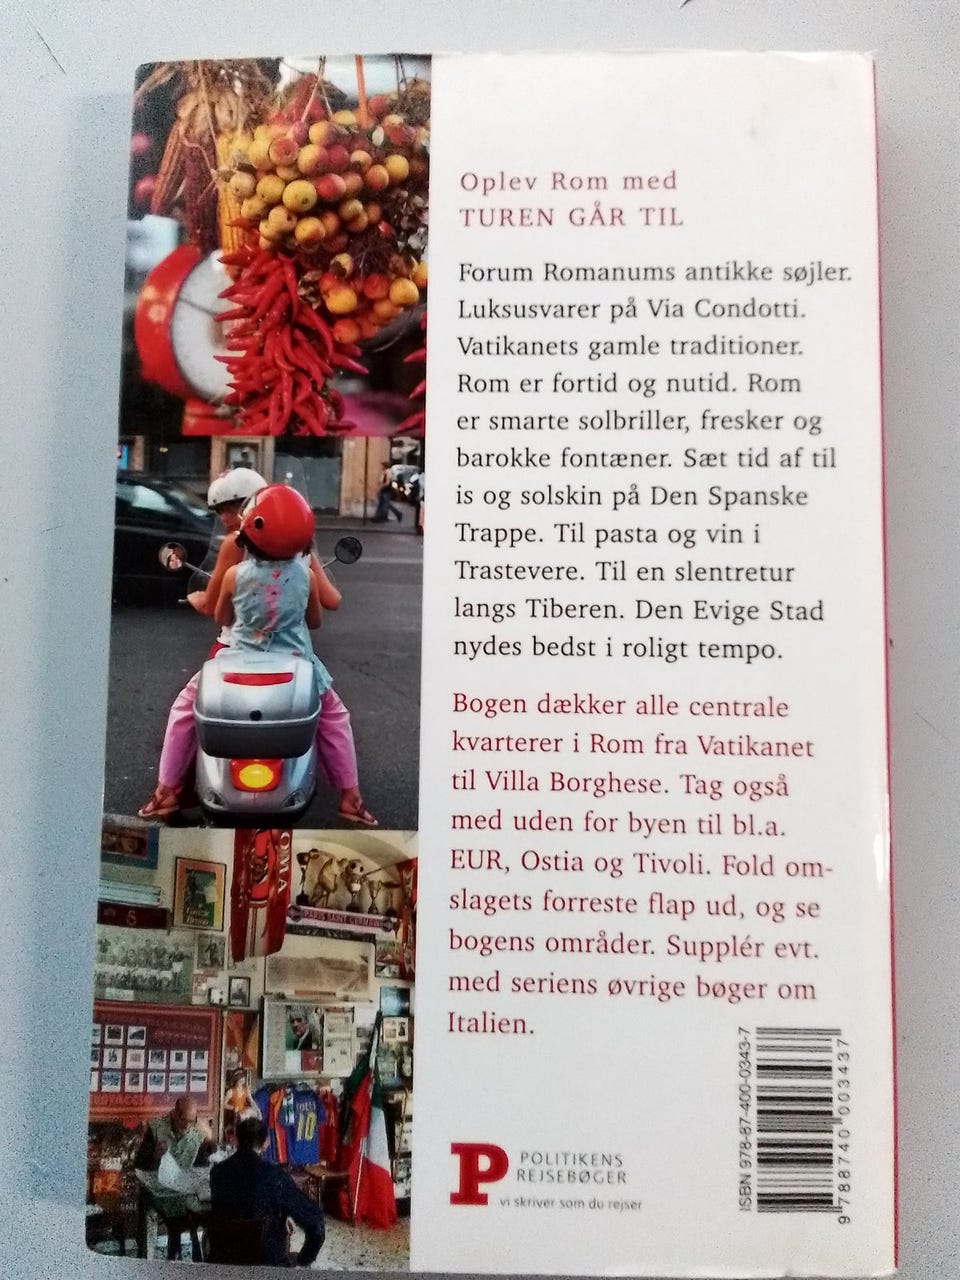 Oplev Rom med
TUREN GÅR TIL
Forum Romanums antikke søjler.
Luksusvarer på Via Condotti.
Vatikanets gamle traditioner.
Rom er fortid og nutid. Rom
er smarte solbriller, fresker og
barokke fontæner. Sæt tid af til
is og solskin på Den Spanske
Trappe. Til pasta og vin i
Trastevere. Til en slentretur
langs Tiberen. Den Evige Stad
nydes bedst i roligt tempo.
Bogen dækker alle centrale
kvarterer i Rom fra Vatikanet
til Villa Borghese. Tag også
med uden for byen til bl.a.
EUR, Ostia og Tivoli. Fold om-
slagets forreste flap ud, og se
bogens områder. Supplér evt.
med seriens øvrige bøger om
Italien.
P POLITIKENS
REJSEBØGER
vi skriver som du rejser
ISBN 978-87-400-0343-7
9788740003437
PARIS SAINT GERMAIN
10